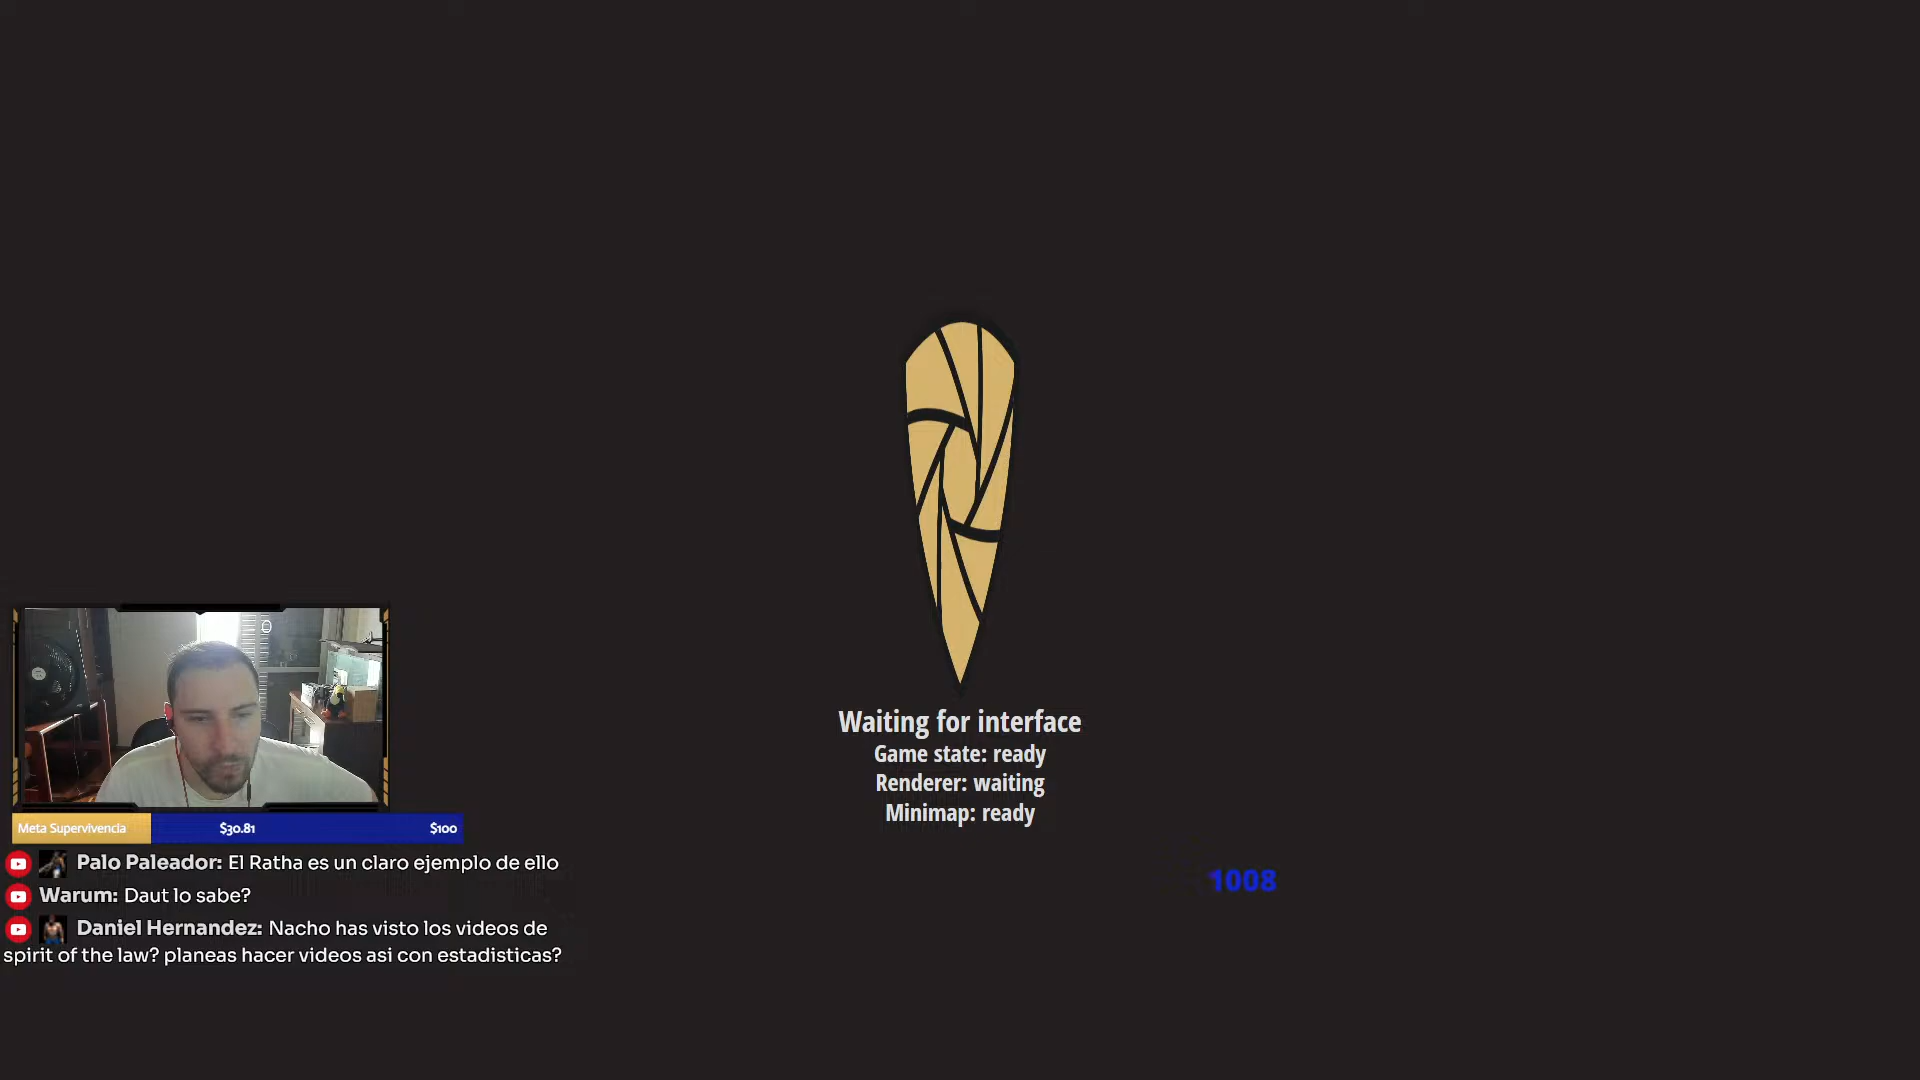 Waiting for interface
Game state: ready
Renderer: waiting
Minimap: ready
1008
Meta Supervivencia $30.81 $100
Palo Paleador: El Ratha es un claro ejemplo de ello
Warum: Daut lo sabe?
Daniel Hernandez: Nacho has visto los videos de
spirit of the law? planeas hacer videos asi con estadisticas?